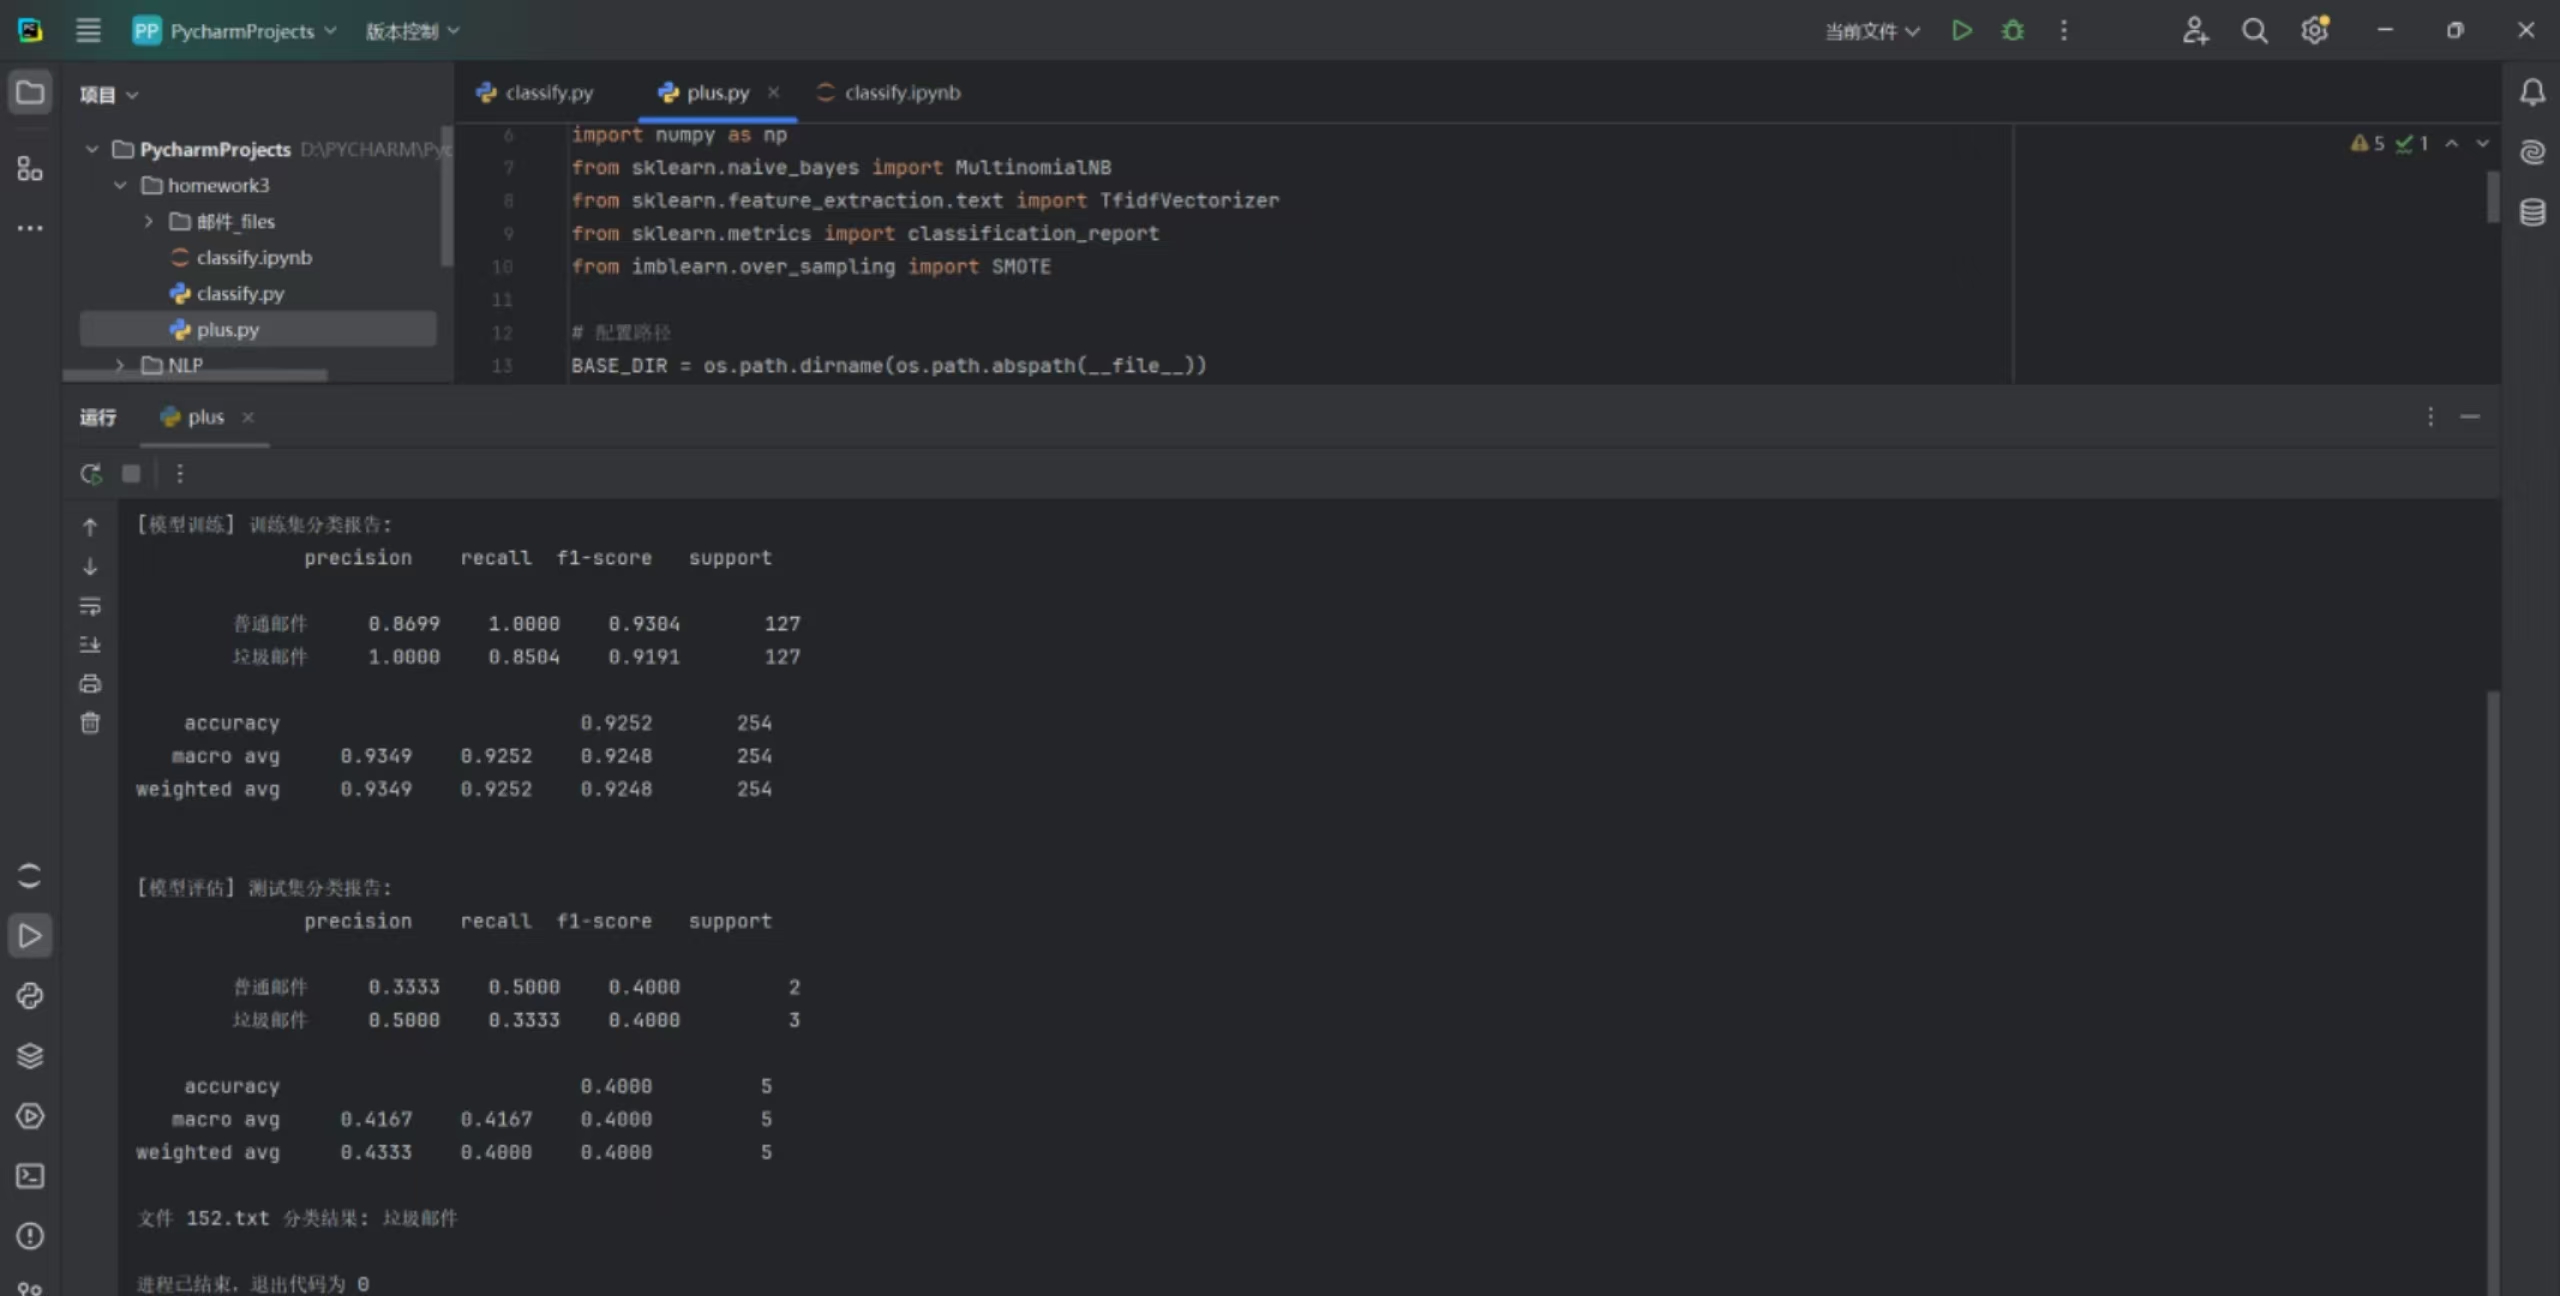 PP PycharmProjects 版本控制 当前文件
项目
PycharmProjects D:\PYCHARM\Pyc
homework3
邮件_files
classify.ipynb
classify.py
plus.py
NLP
classify.py plus.py classify.ipynb
5 1
6 import numpy as np
7 from sklearn.naive_bayes import MultinomialNB
8 from sklearn.feature_extraction.text import TfidfVectorizer
9 from sklearn.metrics import classification_report
10 from imblearn.over_sampling import SMOTE
11
12 # 配置路径
13 BASE_DIR = os.path.dirname(os.path.abspath(__file__))
运行 plus
[模型训练] 训练集分类报告:
precision recall f1-score support
普通邮件 0.8699 1.0000 0.9304 127
垃圾邮件 1.0000 0.8504 0.9191 127
accuracy 0.9252 254
macro avg 0.9349 0.9252 0.9248 254
weighted avg 0.9349 0.9252 0.9248 254
[模型评估] 测试集分类报告:
precision recall f1-score support
普通邮件 0.3333 0.5000 0.4000 2
垃圾邮件 0.5000 0.3333 0.4000 3
accuracy 0.4000 5
macro avg 0.4167 0.4167 0.4000 5
weighted avg 0.4333 0.4000 0.4000 5
文件 152.txt 分类结果: 垃圾邮件
进程已结束，退出代码为 0